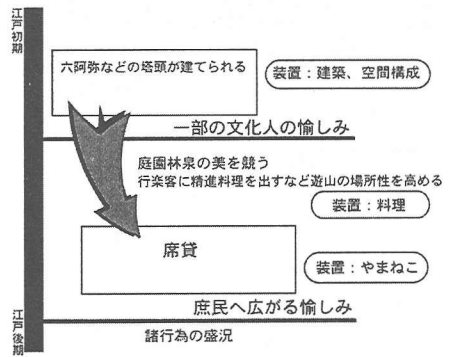 江戸初期
六阿弥などの塔頭が建てられる
装置：建築、空間構成
一部の文化人の愉しみ
庭園林泉の美を競う
行楽客に精進料理を出すなど遊山の場所性を高める
装置：料理
席貸
装置：やまねこ
庶民へ広がる愉しみ
江戸後期
諸行為の盛況